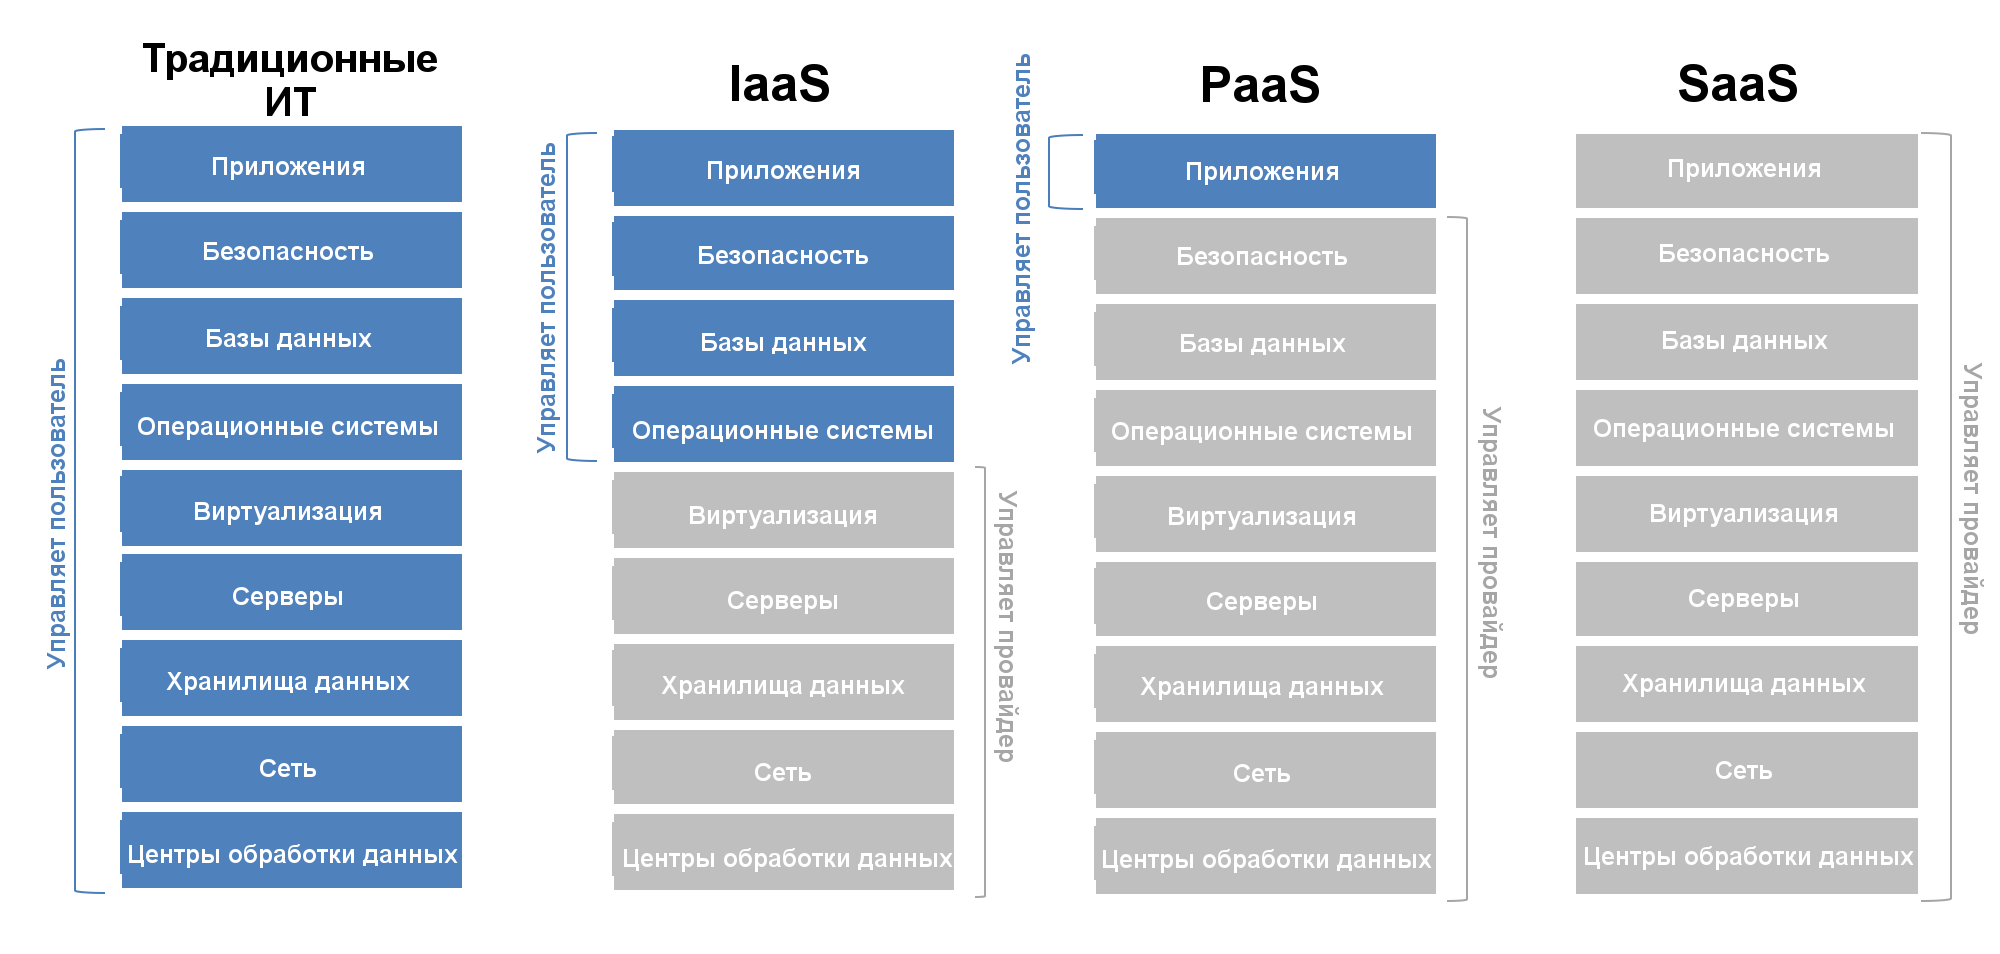 Традиционные
ИТ
Управляет пользователь
Приложения
Безопасность
Базы данных
Операционные системы
Виртуализация
Серверы
Хранилища данных
Сеть
Центры обработки данных
IaaS
Управляет пользователь
Приложения
Безопасность
Базы данных
Операционные системы
Виртуализация
Серверы
Хранилища данных
Сеть
Центры обработки данных
Управляет провайдер
PaaS
Управляет пользователь
Приложения
Безопасность
Базы данных
Операционные системы
Виртуализация
Серверы
Хранилища данных
Сеть
Центры обработки данных
Управляет провайдер
SaaS
Приложения
Безопасность
Базы данных
Операционные системы
Виртуализация
Серверы
Хранилища данных
Сеть
Центры обработки данных
Управляет провайдер